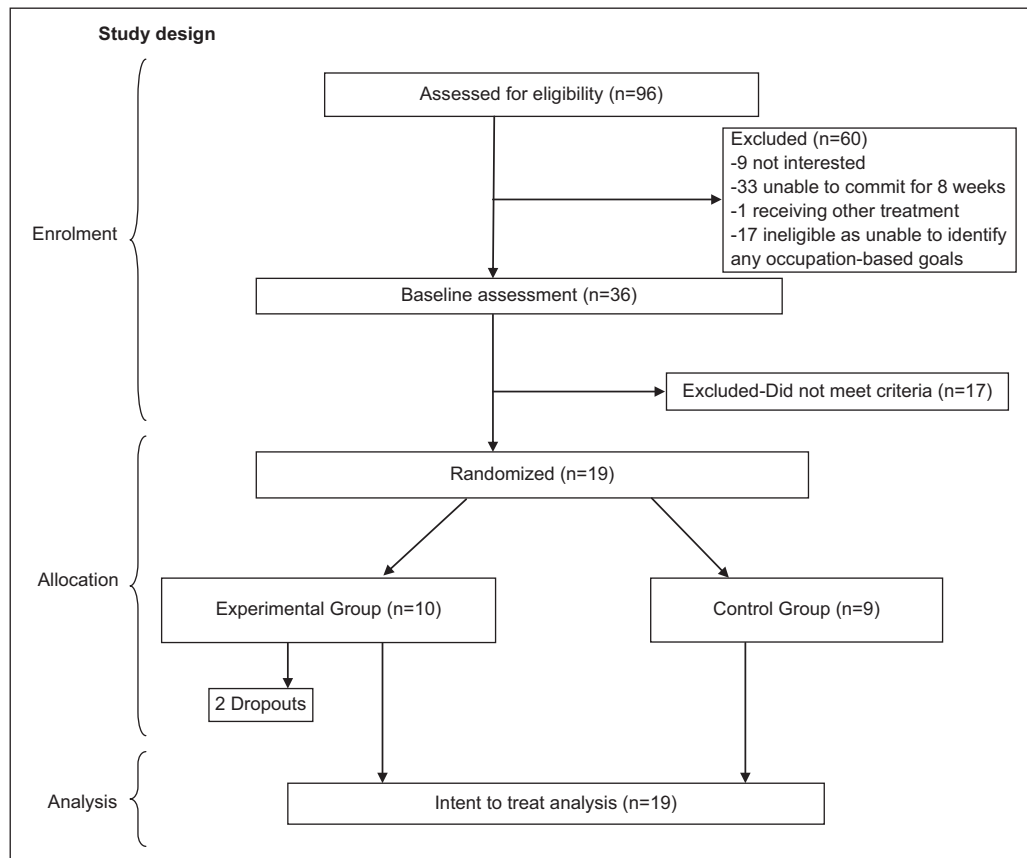 Study design
Assessed for eligibility (n=96)
Excluded (n=60)
-9 not interested
-33 unable to commit for 8 weeks
-1 receiving other treatment
-17 ineligible as unable to identify
any occupation-based goals
Enrolment
Baseline assessment (n=36)
Excluded-Did not meet criteria (n=17)
Randomized (n=19)
Allocation
Experimental Group (n=10)
Control Group (n=9)
2 Dropouts
Analysis
Intent to treat analysis (n=19)